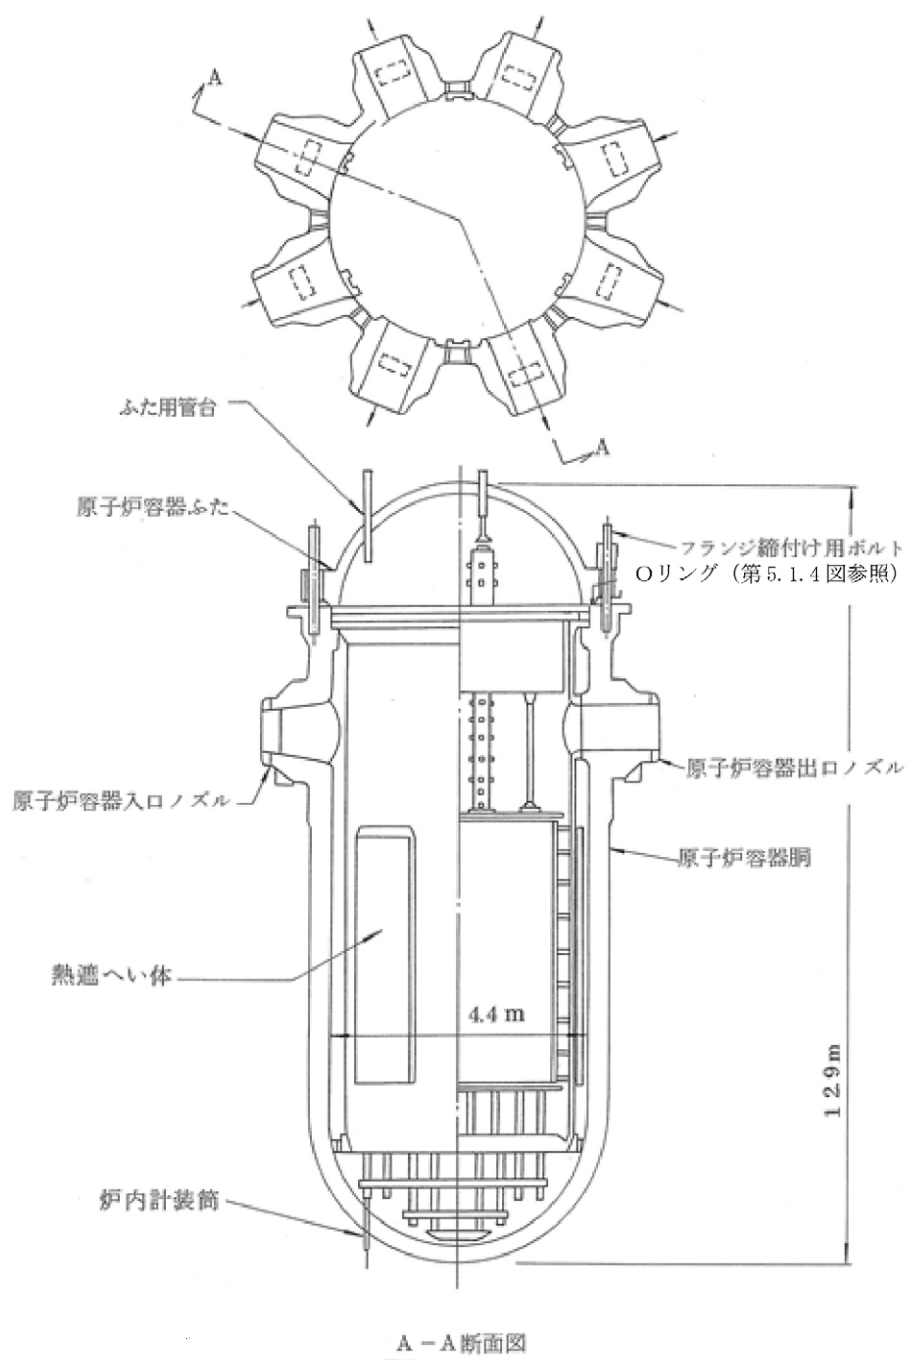 A
A
ふた用管台
原子炉容器ふた
フランジ締付け用ボルト
Oリング（第5.1.4図参照）
原子炉容器出口ノズル
原子炉容器入口ノズル
原子炉容器胴
熱遮へい体
4.4 m
12.9m
炉内計装筒
A－A断面図